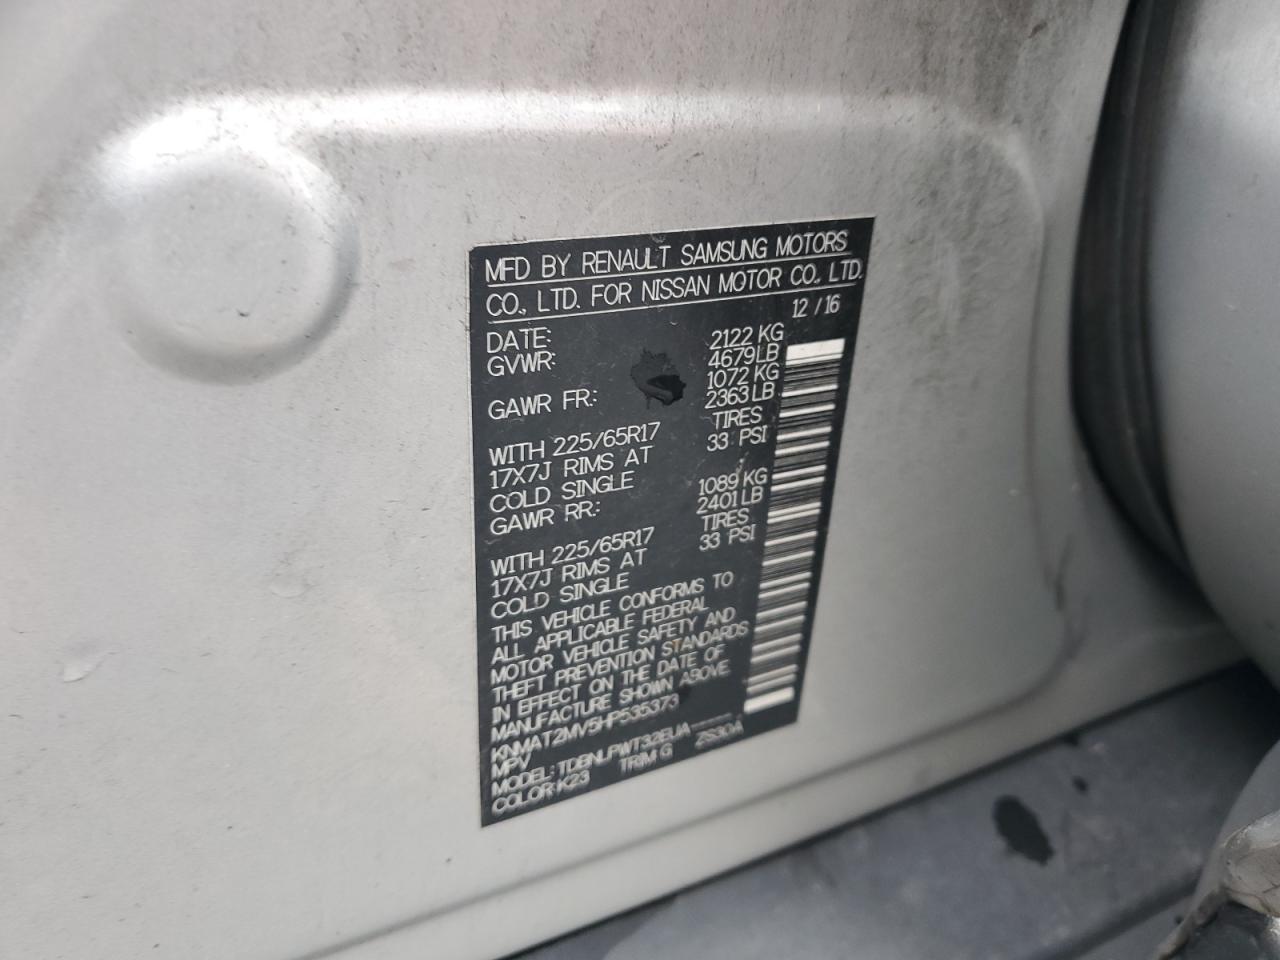 MFD BY RENAULT SAMSUNG MOTORS
CO., LTD. FOR NISSAN MOTOR CO., LTD.
DATE: 12 / 16
GVWR: 2122 KG
4679 LB
GAWR FR: 1072 KG
2363 LB
WITH 225/65R17 TIRES
17X7J RIMS AT 33 PSI
COLD SINGLE
GAWR RR: 1089 KG
2401 LB
WITH 225/65R17 TIRES
17X7J RIMS AT 33 PSI
COLD SINGLE
THIS VEHICLE CONFORMS TO
ALL APPLICABLE FEDERAL
MOTOR VEHICLE SAFETY AND
THEFT PREVENTION STANDARDS
IN EFFECT ON THE DATE OF
MANUFACTURE SHOWN ABOVE
KNMAT2MV5HP535373
MPV
MODEL: TDBNLPWT32EUA-----
COLOR: K23 TRIM G ZS30A